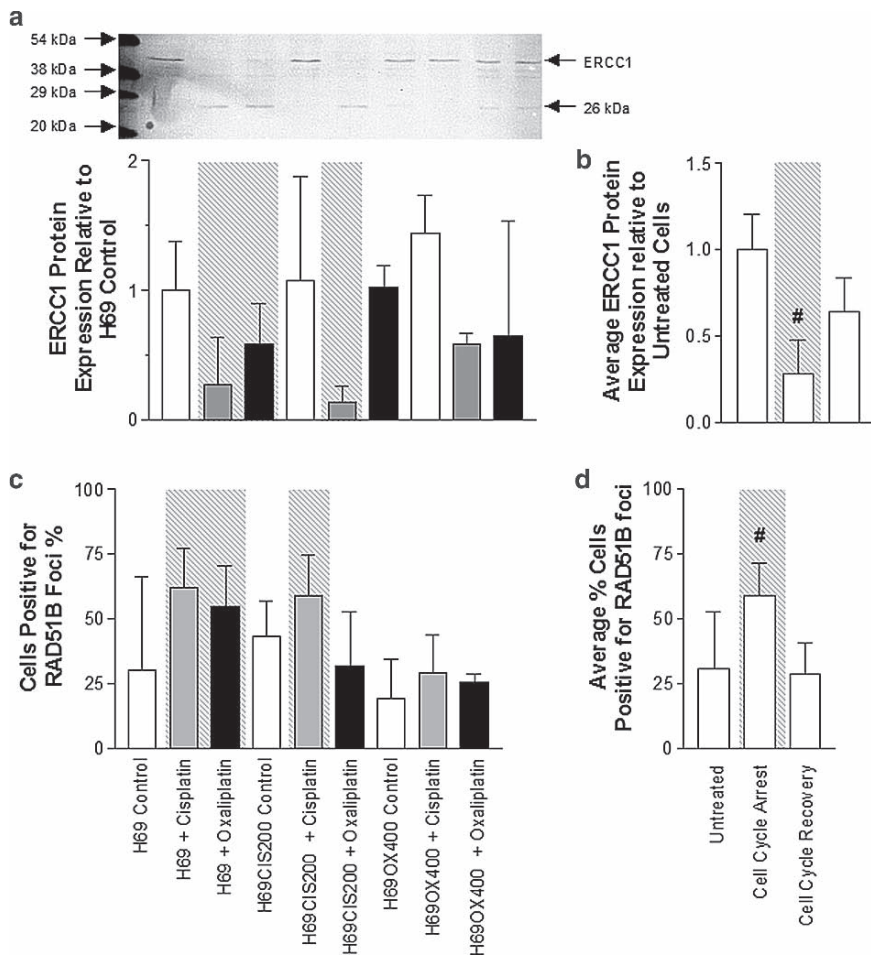 a
54 kDa
38 kDa
29 kDa
20 kDa
ERCC1
26 kDa
ERCC1 Protein
Expression Relative to
H69 Control
2
1
0
b
Average ERCC1 Protein
Expression relative to
Untreated Cells
1.5
1.0
0.5
0.0
#
c
Cells Positive for
RAD51B Foci %
100
75
50
25
0
H69 Control
H69 + Cisplatin
H69 + Oxaliplatin
H69CIS200 Control
H69CIS200 + Cisplatin
H69CIS200 + Oxaliplatin
H69OX400 Control
H69OX400 + Cisplatin
H69OX400 + Oxaliplatin
d
Average % Cells
Positive for RAD51B foci
100
75
50
25
0
#
Untreated
Cell Cycle Arrest
Cell Cycle Recovery